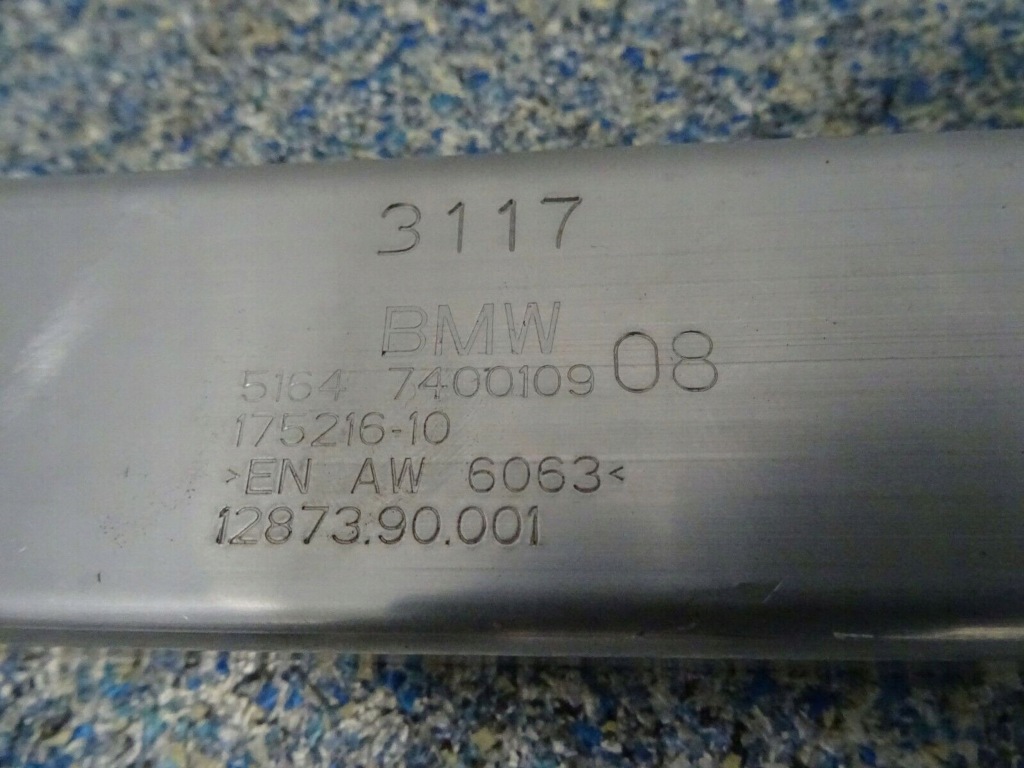 3117
BMW
5164 7400109 08
175216-10
>EN AW 6063<
12873.90.001